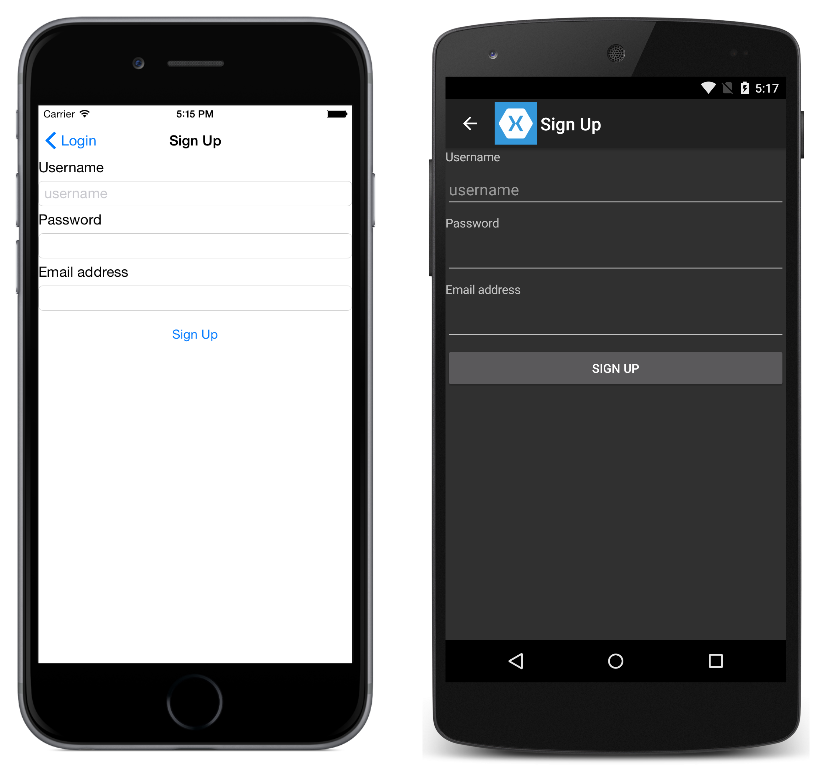 Carrier 5:15 PM
Login Sign Up
Username
username
Password
Email address
Sign Up
5:17
Sign Up
Username
username
Password
Email address
SIGN UP